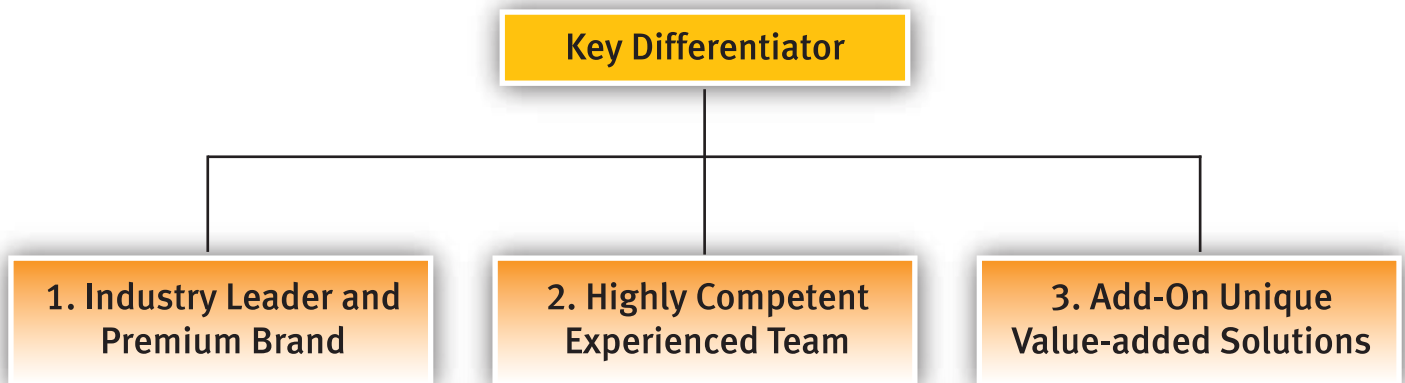 Key Differentiator
1. Industry Leader and
Premium Brand
2. Highly Competent
Experienced Team
3. Add-On Unique
Value-added Solutions